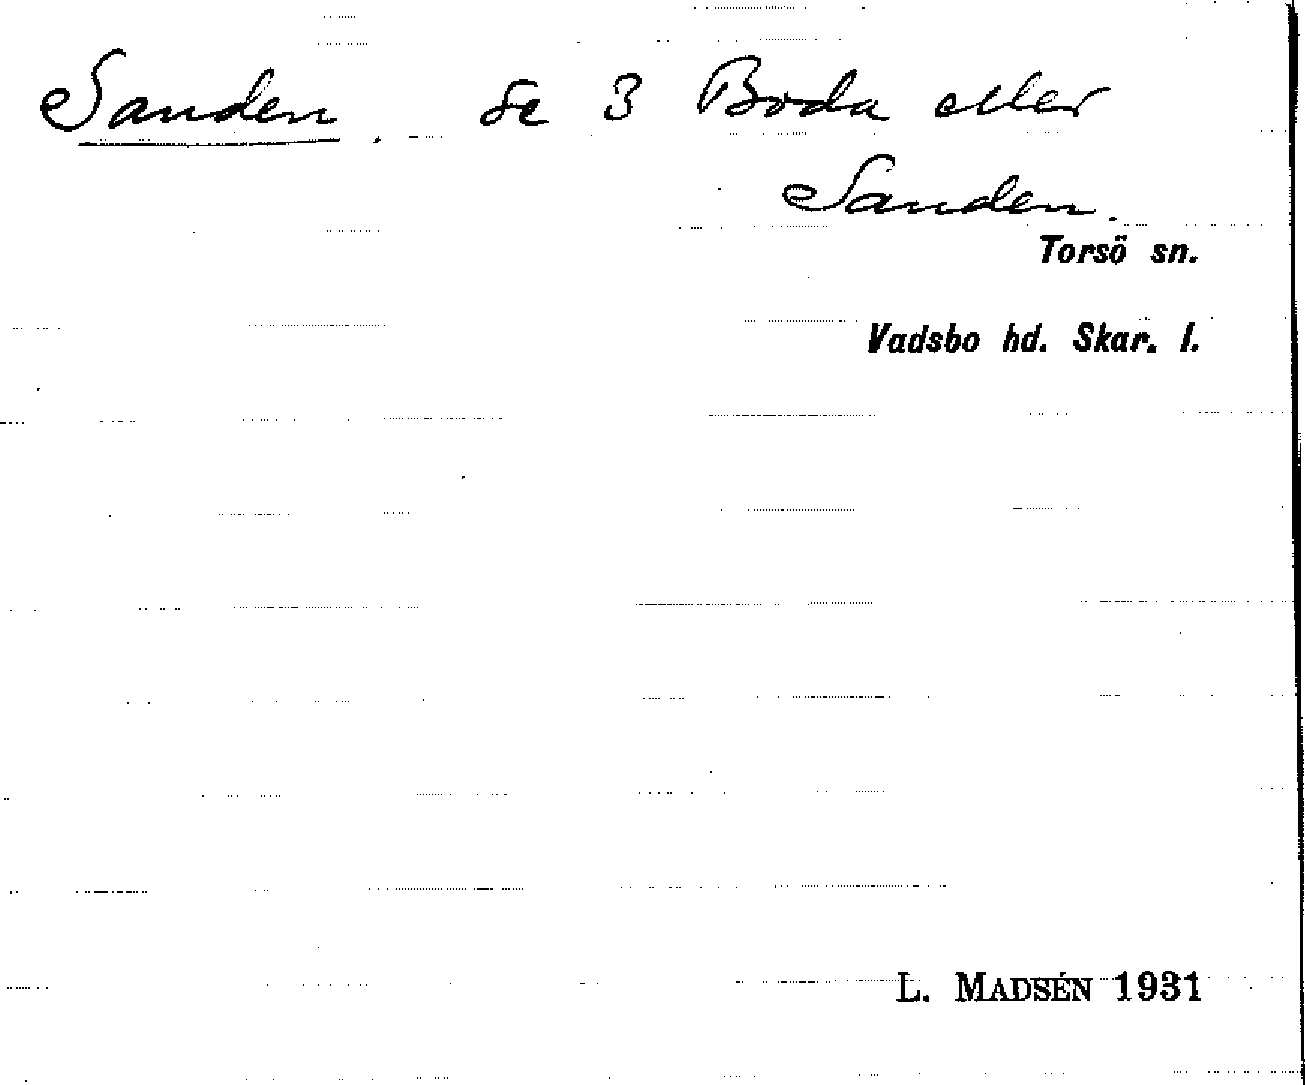 Sanden. se 3 Boda eller
Sanden.
Torsö sn.
Vadsbo hd. Skar. l.
L. MADSÉN 1931